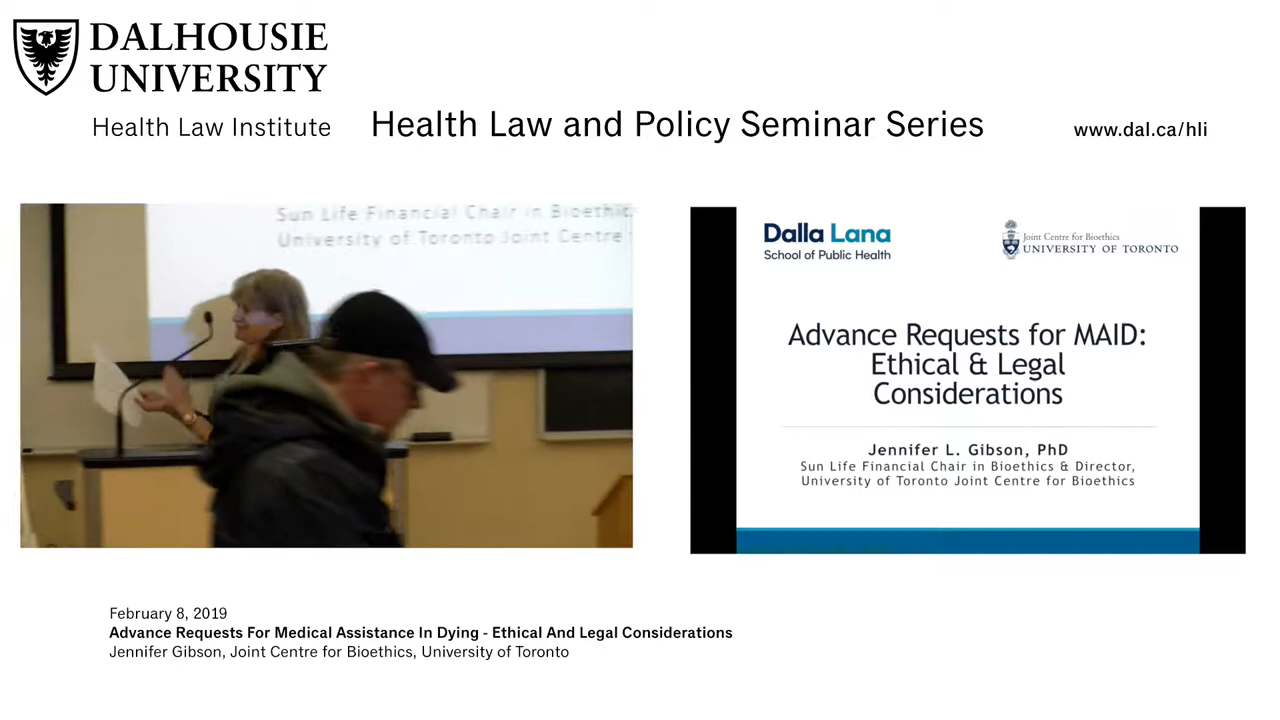 DALHOUSIE
UNIVERSITY
Health Law Institute
Health Law and Policy Seminar Series
www.dal.ca/hli
Sun Life Financial Chair in Bioethic
University of Toronto Joint Centre
Dalla Lana
School of Public Health
Joint Centre for Bioethics
UNIVERSITY OF TORONTO
Advance Requests for MAID:
Ethical & Legal
Considerations
Jennifer L. Gibson, PhD
Sun Life Financial Chair in Bioethics & Director,
University of Toronto Joint Centre for Bioethics
February 8, 2019
Advance Requests For Medical Assistance In Dying - Ethical And Legal Considerations
Jennifer Gibson, Joint Centre for Bioethics, University of Toronto